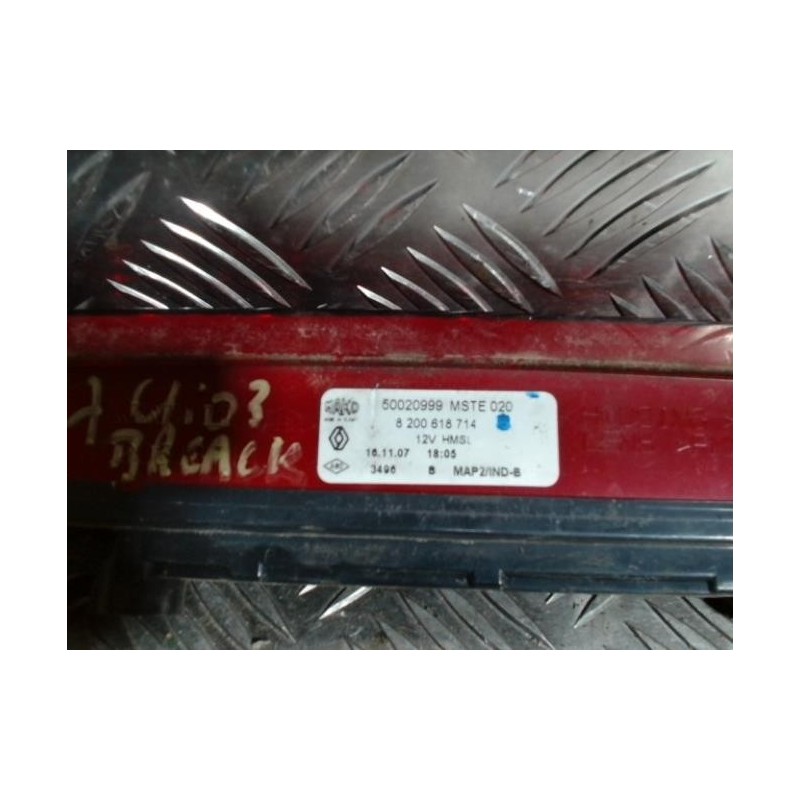 50020999 MSTE 020
8 200 618 714
12V HMSL
16.11.07 18:05
3496 8 MAP2/IND-B
Clio3
BREACK